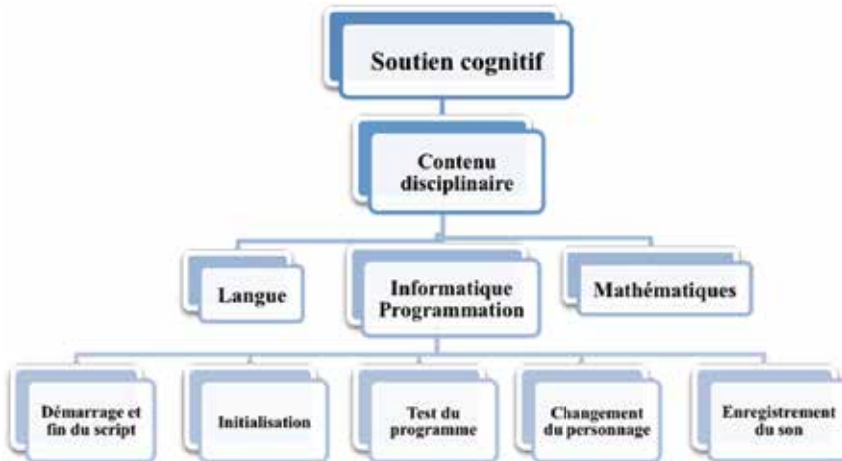 Soutien cognitif
Contenu
disciplinaire
Langue
Informatique
Programmation
Mathématiques
Démarrage et
fin du script
Initialisation
Test du
programme
Changement
du personnage
Enregistrement
du son